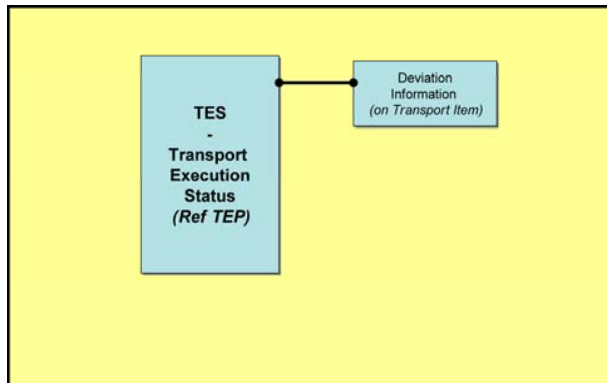 TES
-
Transport
Execution
Status
(Ref TEP)
Deviation
Information
(on Transport Item)